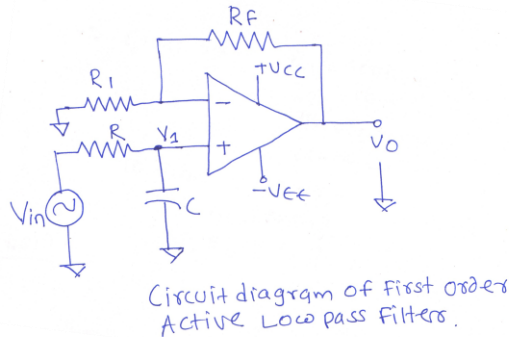 RF
+VCC
R1
R
V1
Vin
C
-VEE
VO
Circuit diagram of First order
Active Low pass Filters.